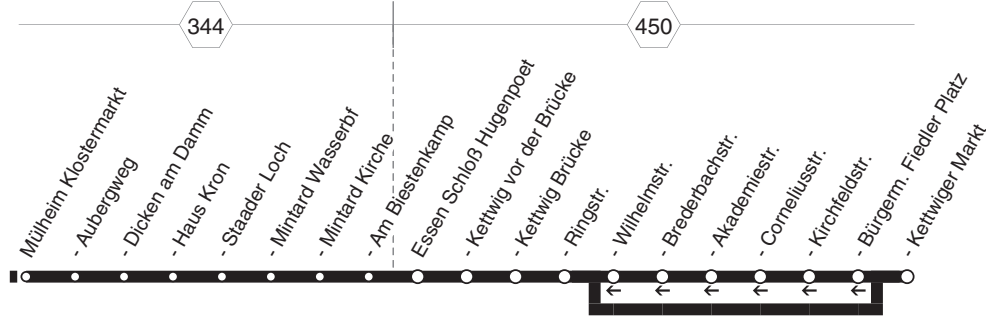 344
450
Mülheim Klostermarkt
- Aubergweg
- Dicken am Damm
- Haus Kron
- Staader Loch
- Mintard Wasserbf
- Mintard Kirche
- Am Biestenkamp
Essen Schloß Hugenpoet
- Kettwig vor der Brücke
- Kettwig Brücke
- Ringstr.
- Wilhelmstr.
- Brederbachstr.
- Akademiestr.
- Corneliusstr.
- Kirchfeldstr.
- Bürgerm. Fiedler Platz
- Kettwiger Markt